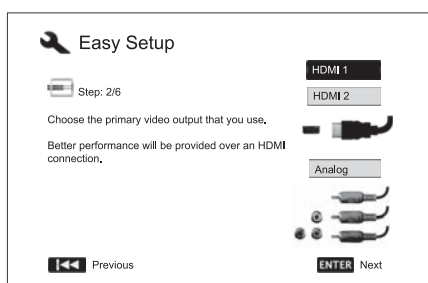 Easy Setup
HDMI 1
Step: 2/6
HDMI 2
Choose the primary video output that you use.
Better performance will be provided over an HDMI
connection.
Analog
Previous
ENTER Next